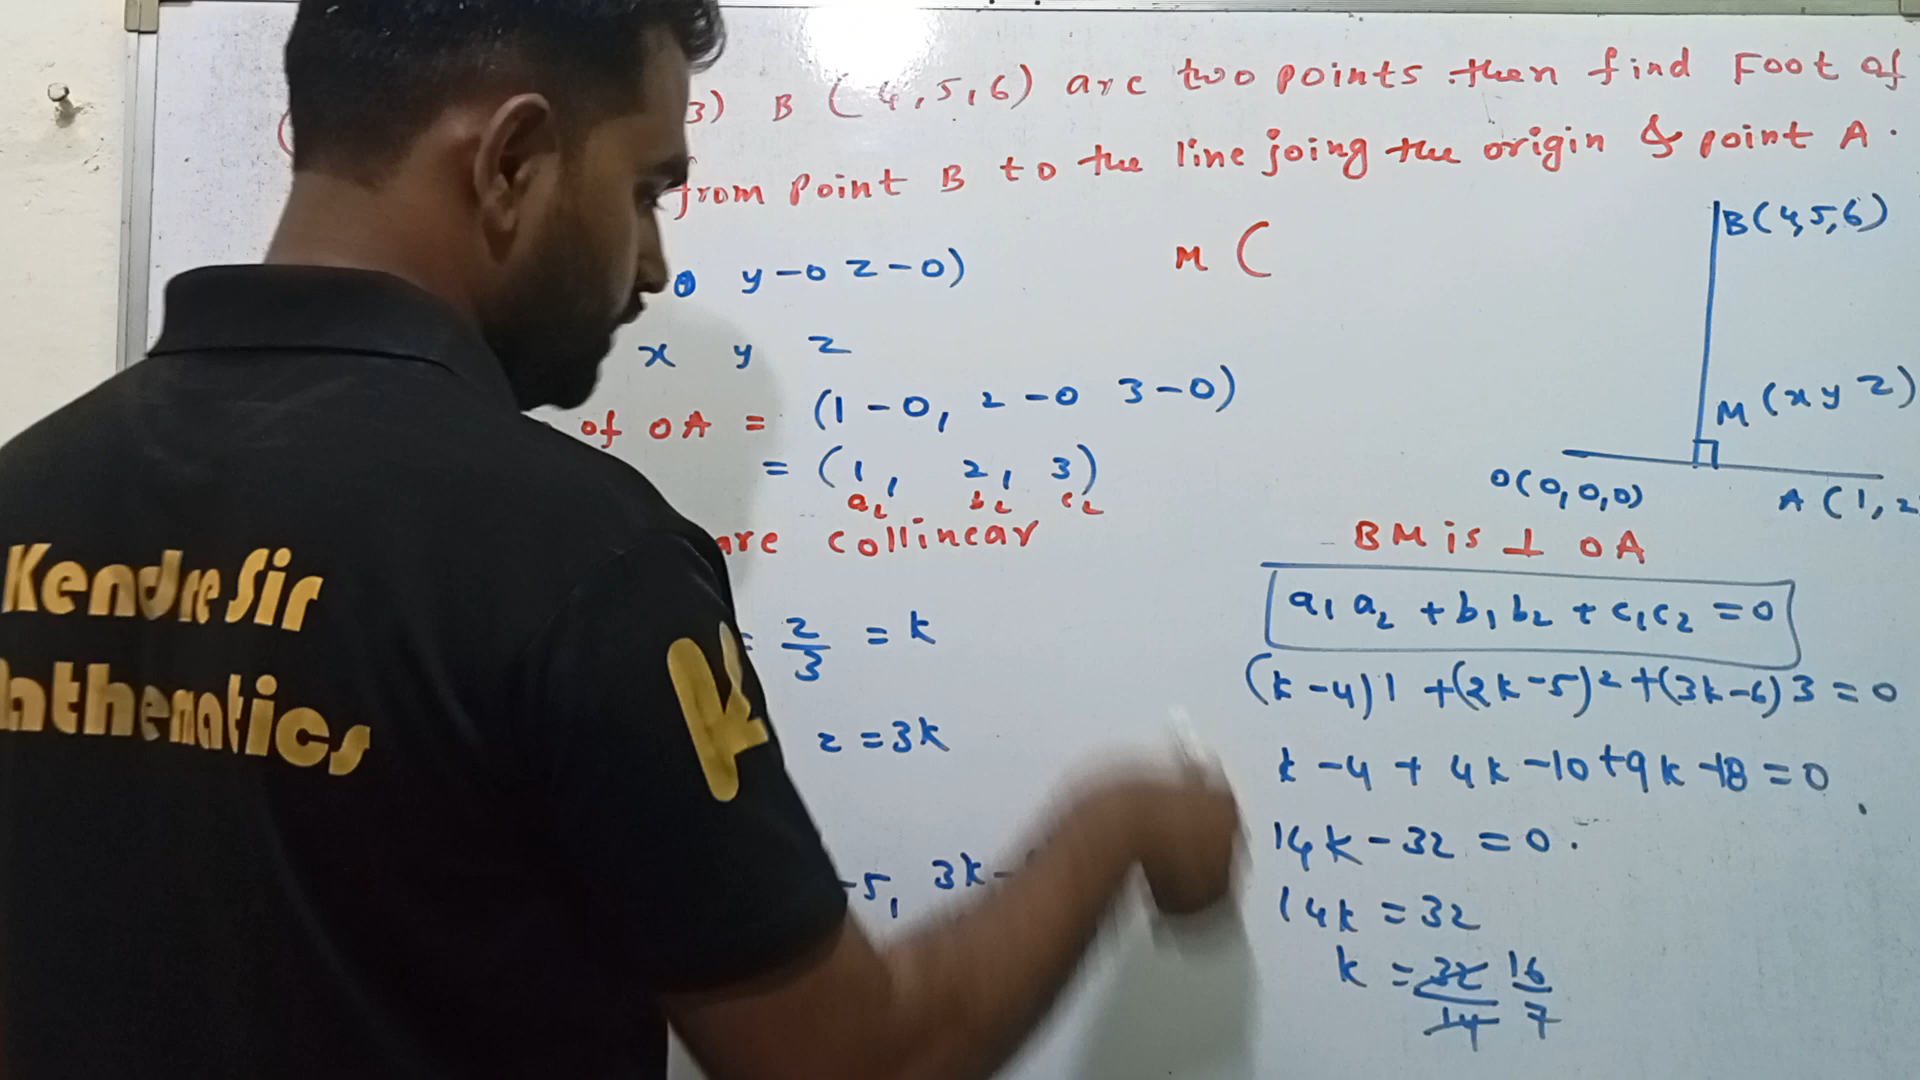 3) B (4,5,6) are two points then find Foot of
from point B to the line joing the origin & point A.
y-0 z-0)
M (
x y z
of OA = (1-0, 2-0 3-0)
= (1, 2, 3)
a₂ b₂ c₂
are collinear
= z/3 = k
z = 3k
-5, 3k-
B(4,5,6)
M (x y z)
O(0,0,0)
A (1, 2
BM is ⊥ OA
a₁ a₂ + b₁ b₂ + c₁ c₂ = 0
(k-4)1 + (2k-5)2 + (3k-6)3 = 0
k-4 + 4k-10+9k-18=0
14k-32 = 0.
14k = 32
k = 32/14 16/7
Kendre Sir
Mathematics
K